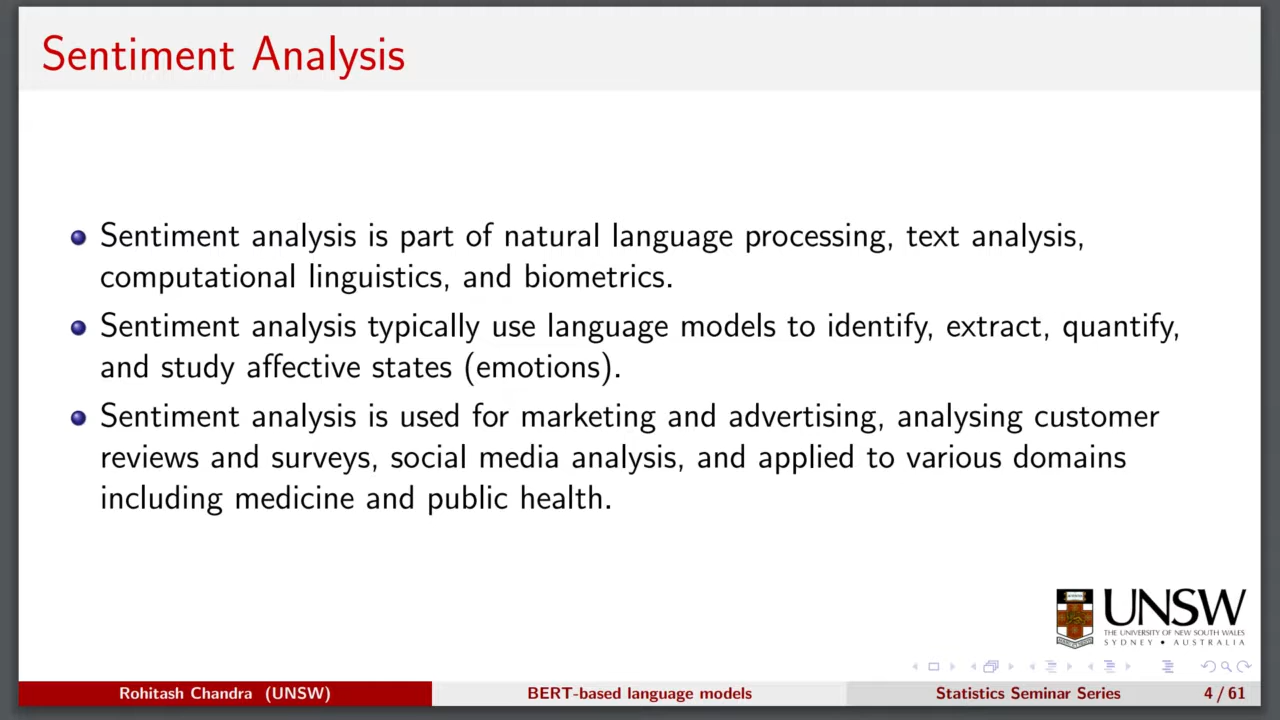 Sentiment Analysis
Sentiment analysis is part of natural language processing, text analysis,
computational linguistics, and biometrics.
Sentiment analysis typically use language models to identify, extract, quantify,
and study affective states (emotions).
Sentiment analysis is used for marketing and advertising, analysing customer
reviews and surveys, social media analysis, and applied to various domains
including medicine and public health.
UNSW
THE UNIVERSITY OF NEW SOUTH WALES
SYDNEY • AUSTRALIA
Rohitash Chandra (UNSW) BERT-based language models Statistics Seminar Series 4 / 61